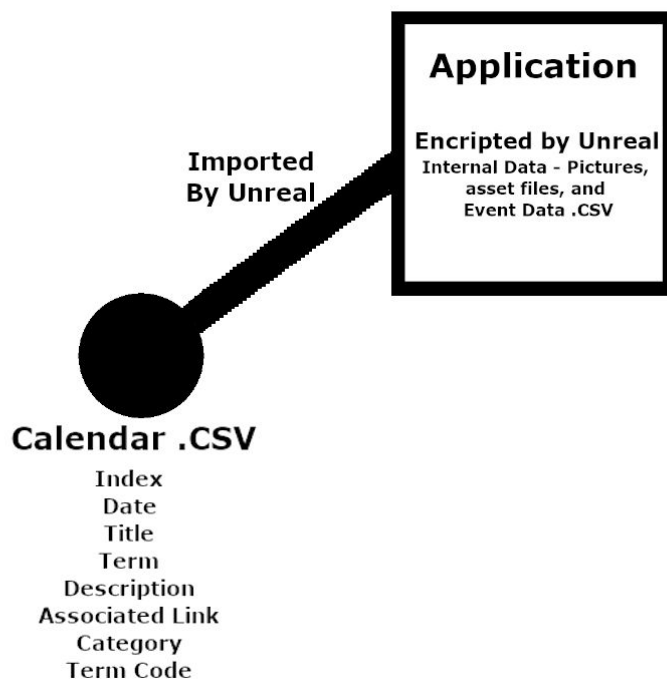 Application
Encripted by Unreal
Internal Data - Pictures,
asset files, and
Event Data .CSV
Imported
By Unreal
Calendar .CSV
Index
Date
Title
Term
Description
Associated Link
Category
Term Code